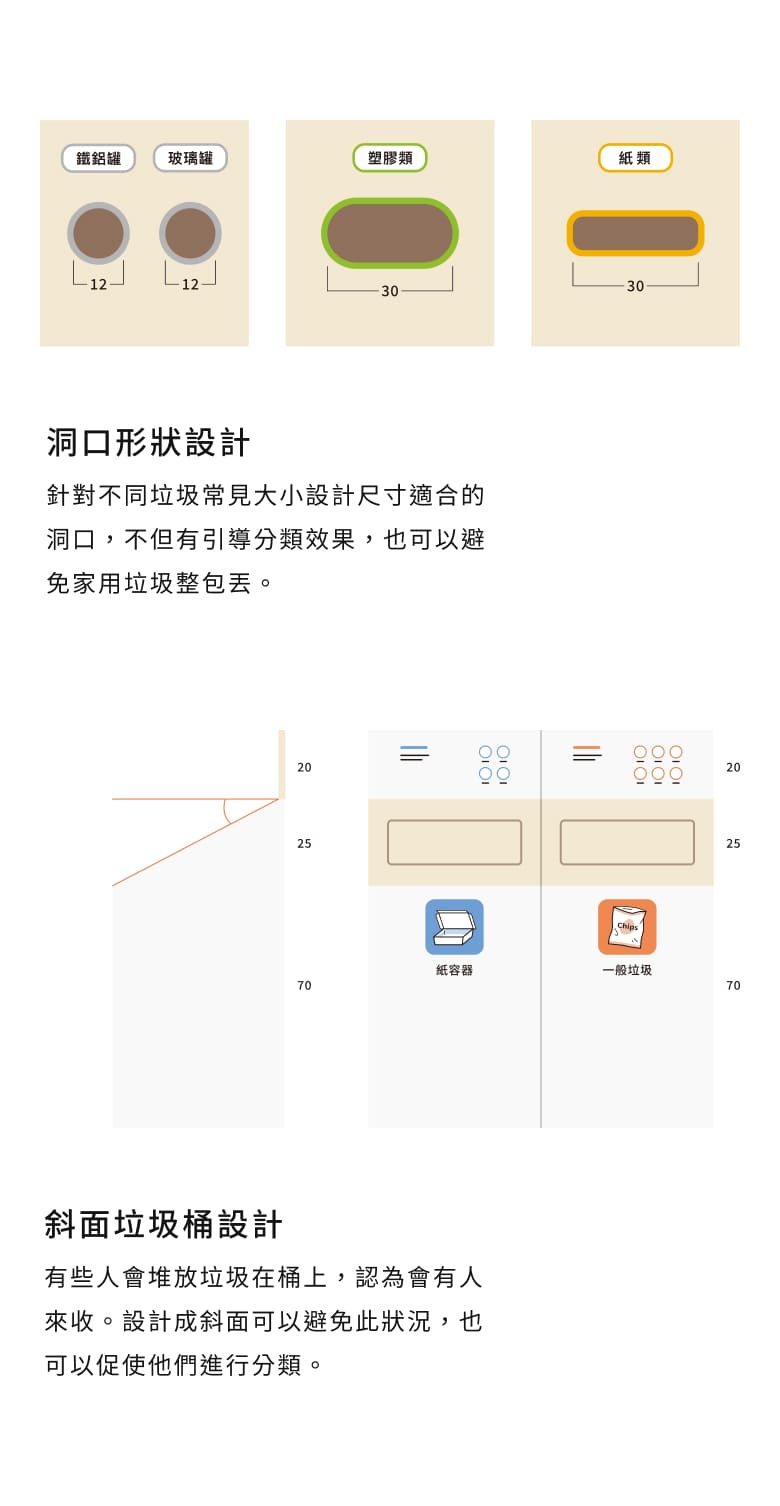 鐵鋁罐
玻璃罐
塑膠類
紙類
12
12
30
30
洞口形狀設計
針對不同垃圾常見大小設計尺寸適合的
洞口，不但有引導分類效果，也可以避
免家用垃圾整包丟。
20
20
25
25
Chips
紙容器
一般垃圾
70
70
斜面垃圾桶設計
有些人會堆放垃圾在桶上，認為會有人
來收。設計成斜面可以避免此狀況，也
可以促使他們進行分類。